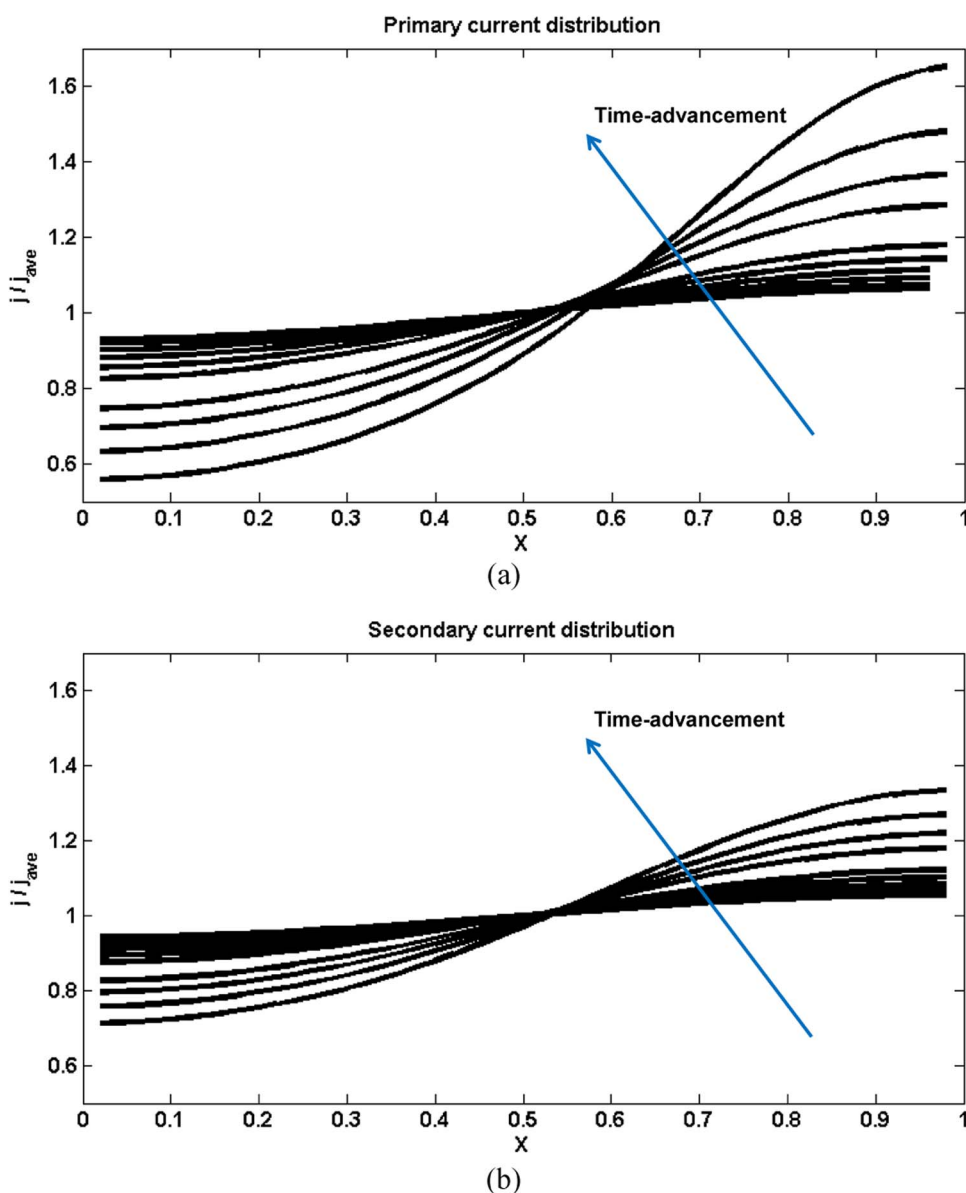 Primary current distribution
1.6
1.4
1.2
1
0.8
0.6
j / j_ave
Time-advancement
0 0.1 0.2 0.3 0.4 0.5 0.6 0.7 0.8 0.9 1
X
(a)
Secondary current distribution
1.6
1.4
1.2
1
0.8
0.6
j / j_ave
Time-advancement
0 0.1 0.2 0.3 0.4 0.5 0.6 0.7 0.8 0.9 1
X
(b)